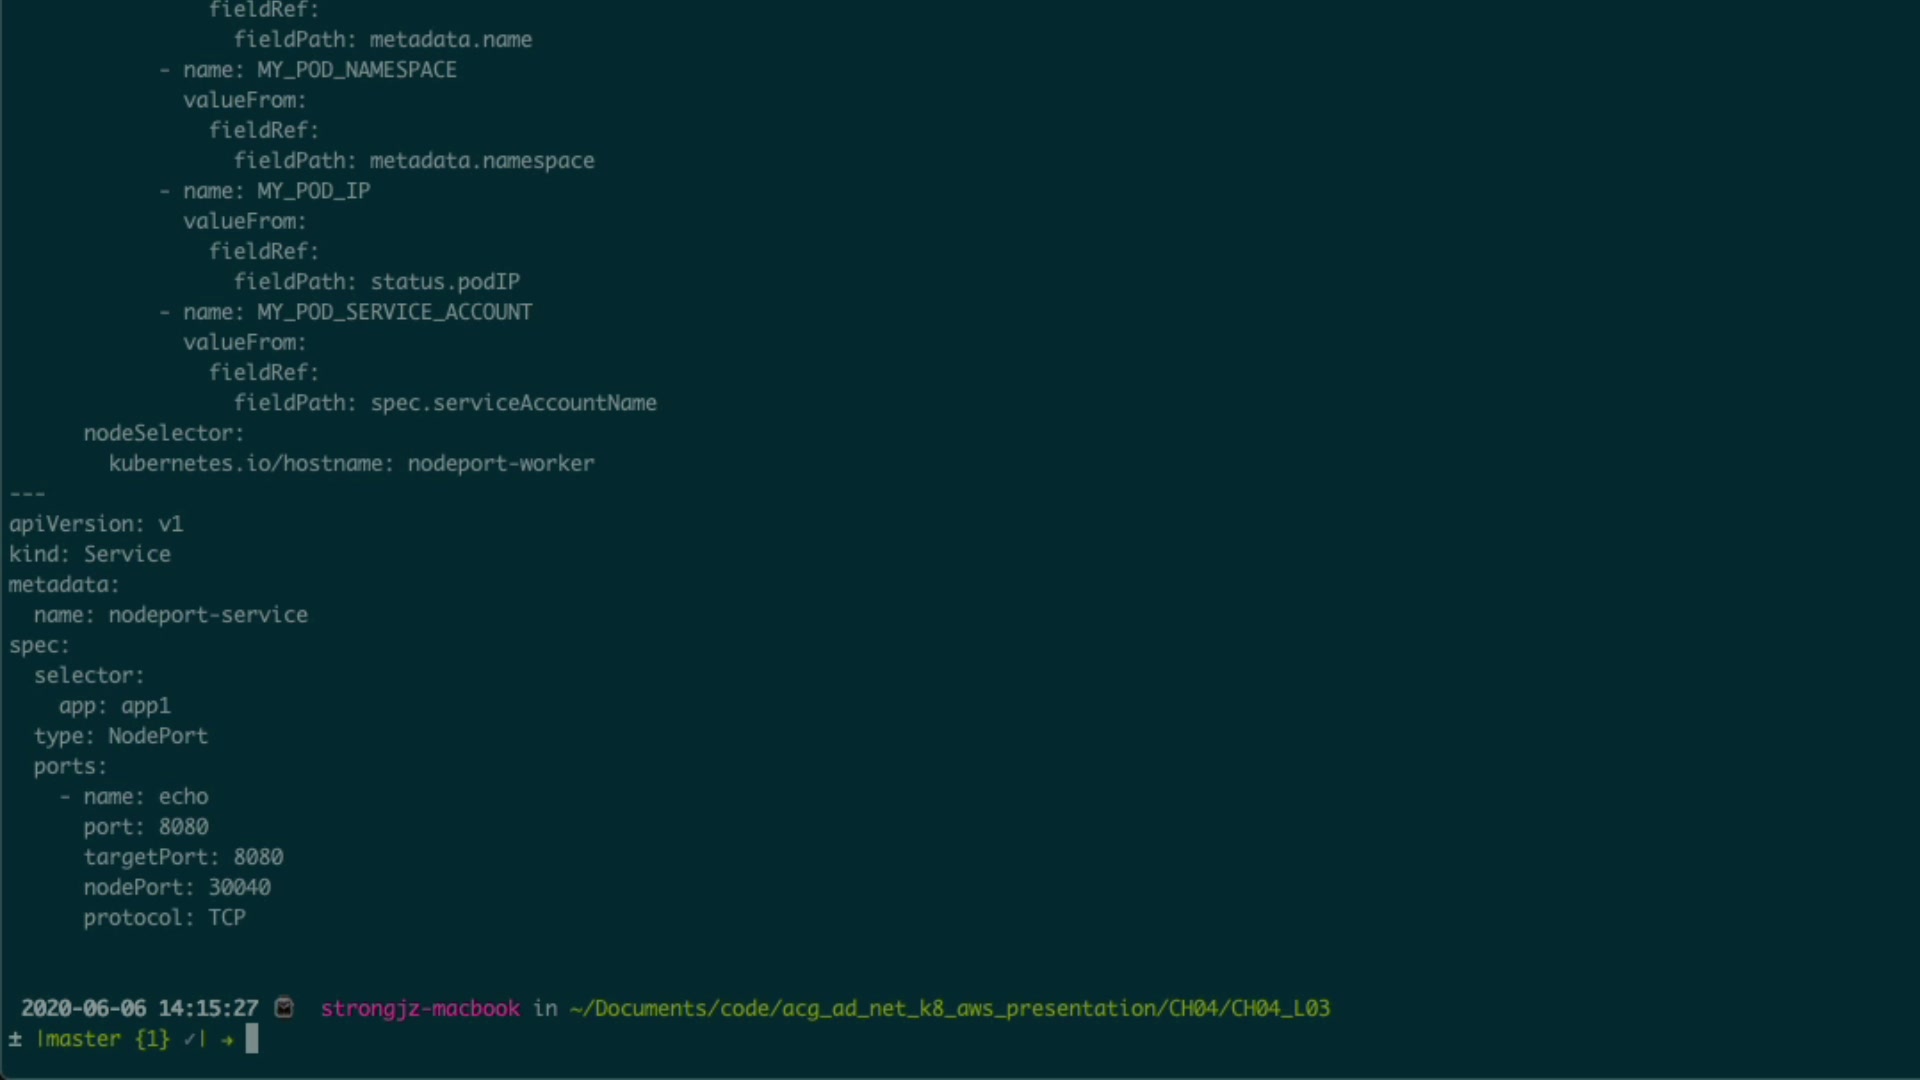 fieldRef:
fieldPath: metadata.name
- name: MY_POD_NAMESPACE
valueFrom:
fieldRef:
fieldPath: metadata.namespace
- name: MY_POD_IP
valueFrom:
fieldRef:
fieldPath: status.podIP
- name: MY_POD_SERVICE_ACCOUNT
valueFrom:
fieldRef:
fieldPath: spec.serviceAccountName
nodeSelector:
kubernetes.io/hostname: nodeport-worker
---
apiVersion: v1
kind: Service
metadata:
name: nodeport-service
spec:
selector:
app: app1
type: NodePort
ports:
- name: echo
port: 8080
targetPort: 8080
nodePort: 30040
protocol: TCP
2020-06-06 14:15:27 strongjz-macbook in ~/Documents/code/acg_ad_net_k8_aws_presentation/CH04/CH04_L03
± |master {1} ✓| →